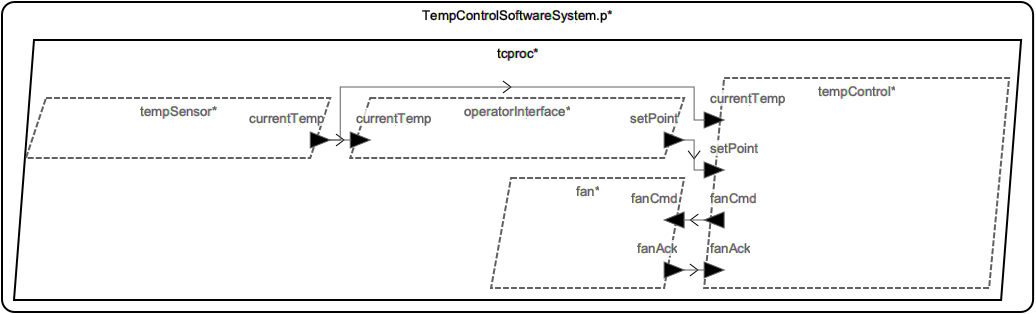 TempControlSoftwareSystem.p*
tcproc*
tempSensor*
currentTemp
currentTemp
operatorInterface*
setPoint
currentTemp
tempControl*
setPoint
fan*
fanCmd
fanCmd
fanAck
fanAck